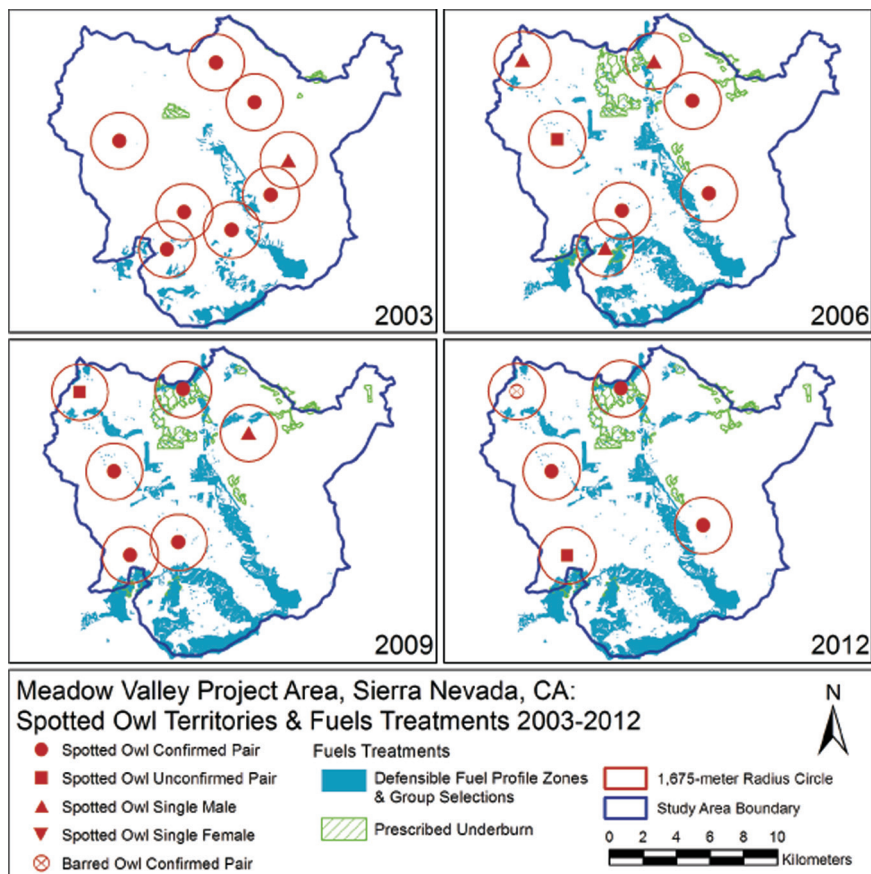 2003
2006
2009
2012
Meadow Valley Project Area, Sierra Nevada, CA:
Spotted Owl Territories & Fuels Treatments 2003-2012
N
Spotted Owl Confirmed Pair
Spotted Owl Unconfirmed Pair
Spotted Owl Single Male
Spotted Owl Single Female
Barred Owl Confirmed Pair
Fuels Treatments
Defensible Fuel Profile Zones
& Group Selections
Prescribed Underburn
1,675-meter Radius Circle
Study Area Boundary
0 2 4 6 8 10
Kilometers